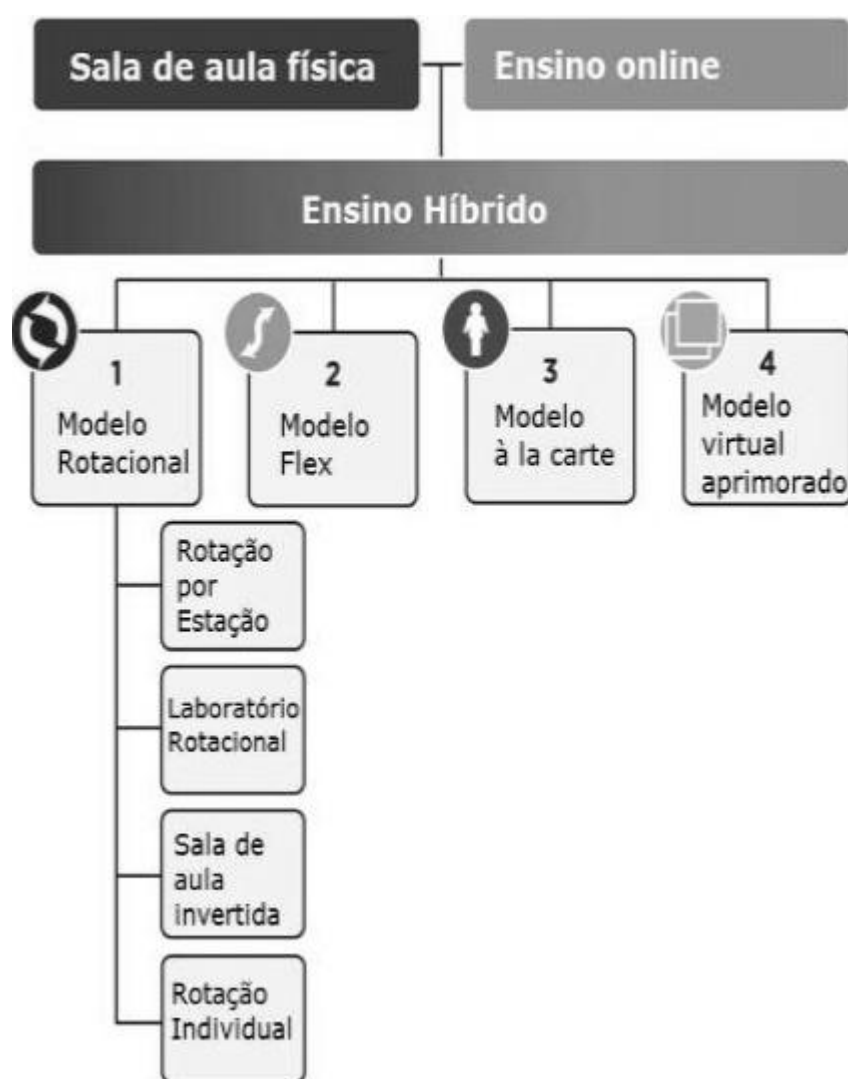 Sala de aula física
Ensino online
Ensino Híbrido
1
Modelo
Rotacional
2
Modelo
Flex
3
Modelo
à la carte
4
Modelo
virtual
aprimorado
Rotação
por
Estação
Laboratório
Rotacional
Sala de
aula
invertida
Rotação
Individual